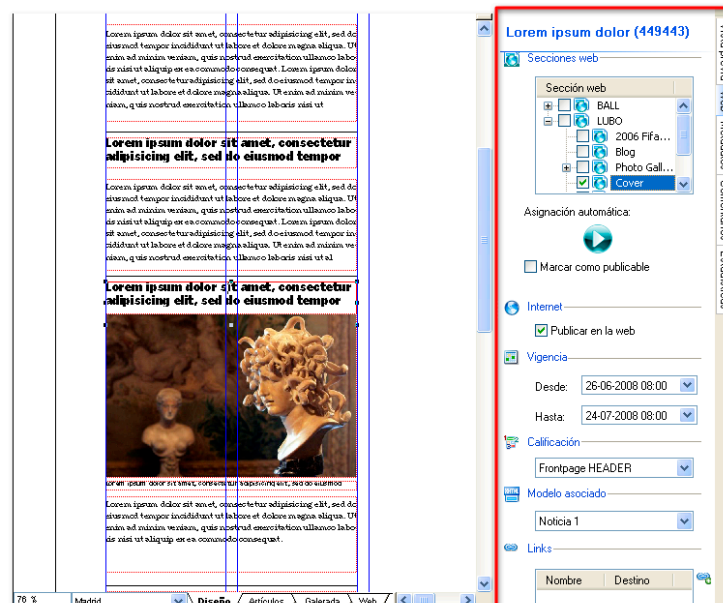 Lorem ipsum dolor sit amet, consectetur adipisicing elit, sed do
eiusmod tempor incididunt ut labore et dolore magna aliqua. Ut
enim ad minim veniam, quis nostrud exercitation ullamco labo-
ris nisi ut aliquip ex ea commodo consequat. Lorem ipsum dolor
sit amet, consectetur adipisicing elit, sed do eiusmod tempor in-
cididunt ut labore et dolore magna aliqua. Ut enim ad minim ve-
niam, quis nostrud exercitation ullamco laboris nisi ut
Lorem ipsum dolor sit amet, consectetur
adipisicing elit, sed do eiusmod tempor
Lorem ipsum dolor sit amet, consectetur adipisicing elit, sed do
eiusmod tempor incididunt ut labore et dolore magna aliqua. Ut
enim ad minim veniam, quis nostrud exercitation ullamco labo-
ris nisi ut aliquip ex ea commodo consequat. Lorem ipsum dolor
sit amet, consectetur adipisicing elit, sed do eiusmod tempor in-
cididunt ut labore et dolore magna aliqua. Ut enim ad minim ve-
niam, quis nostrud exercitation ullamco laboris nisi ut al
Lorem ipsum dolor sit amet, consectetur
adipisicing elit, sed do eiusmod tempor
Lorem ipsum dolor sit amet, consectetur adipisicing elit, sed do eiusmod
Lorem ipsum dolor sit amet, consectetur adipisicing elit, sed do
eiusmod tempor incididunt ut labore et dolore magna aliqua. Ut
enim ad minim veniam, quis nostrud exercitation ullamco labo-
ris nisi ut aliquip ex ea commodo consequat.
76 %
Madrid
Diseño
Artículos
Galerada
Web
Lorem ipsum dolor (449443)
Secciones web
Sección web
BALL
LUBO
2006 Fifa...
Blog
Photo Gall...
Cover
Asignación automática:
Marcar como publicable
Internet
Publicar en la web
Vigencia
Desde: 26-06-2008 08:00
Hasta: 24-07-2008 08:00
Calificación
Frontpage HEADER
Modelo asociado
Noticia 1
Links
Nombre Destino